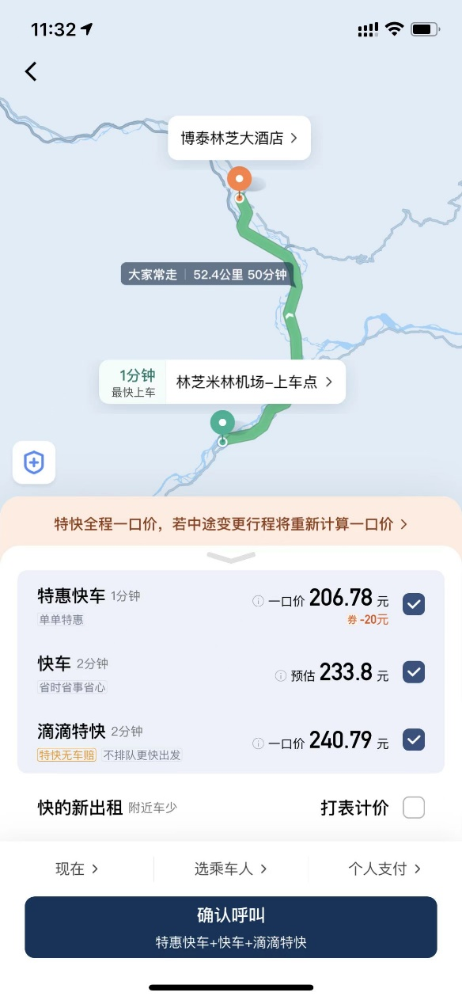 11:32
博泰林芝大酒店
大家常走 52.4公里 50分钟
1分钟
最快上车
林芝米林机场-上车点
特快全程一口价，若中途变更行程将重新计算一口价
特惠快车 1分钟 一口价 206.78 元
单单特惠 券 -20元
快车 2分钟 预估 233.8 元
省时省事省心
滴滴特快 2分钟 一口价 240.79 元
特快无车赔 不排队更快出发
快的新出租 附近车少 打表计价
现在 选乘车人 个人支付
确认呼叫
特惠快车+快车+滴滴特快